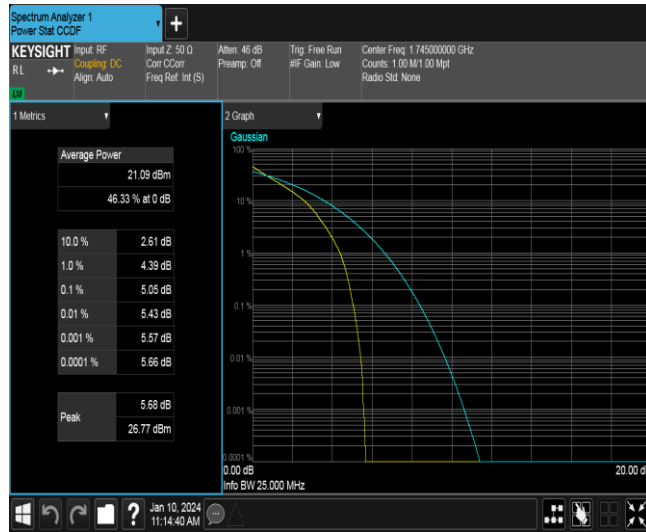 Spectrum Analyzer 1
Power Stat CCDF
+
KEYSIGHT
RL
LXI
Input: RF
Coupling: DC
Align: Auto
Input Z: 50 Ω
Corr CCorr
Freq Ref: Int (S)
Atten: 46 dB
Preamp: Off
Trig: Free Run
#IF Gain: Low
Center Freq: 1.745000000 GHz
Counts: 1.00 M/1.00 Mpt
Radio Std: None
1 Metrics
Average Power
21.09 dBm
46.33 % at 0 dB
10.0 % 2.61 dB
1.0 % 4.39 dB
0.1 % 5.05 dB
0.01 % 5.43 dB
0.001 % 5.57 dB
0.0001 % 5.66 dB
Peak
5.68 dB
26.77 dBm
2 Graph
Gaussian
100 %
10 %
1 %
0.1 %
0.01 %
0.001 %
0.0001 %
0.00 dB
20.00 d
Info BW 25.000 MHz
?
Jan 10, 2024
11:14:40 AM